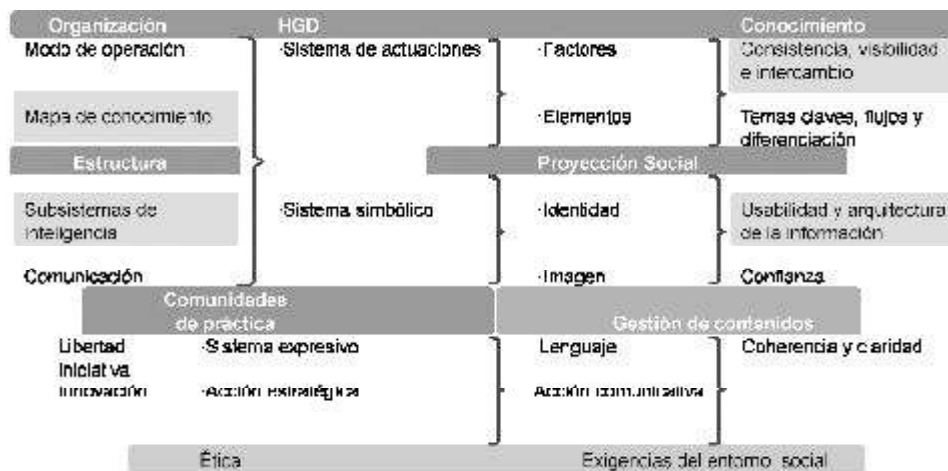 Organización HGD Conocimiento
Modo de operación ·Sistema de actuaciones ·Factores Consistencia, visibilidad
e intercambio
Mapa de conocimiento ·Elementos Temas claves, flujos y
diferenciación
Estructura Proyección Social
Subsistemas de ·Sistema simbólico ·Identidad Usabilidad y arquitectura
inteligencia de la información
Comunicación ·Imagen Confianza
Comunidades
de práctica Gestión de contenidos
Libertad ·Sistema expresivo Lenguaje Coherencia y claridad
Iniciativa
Innovación ·Acción estratégica Acción comunicativa
Ética Exigencias del entorno social